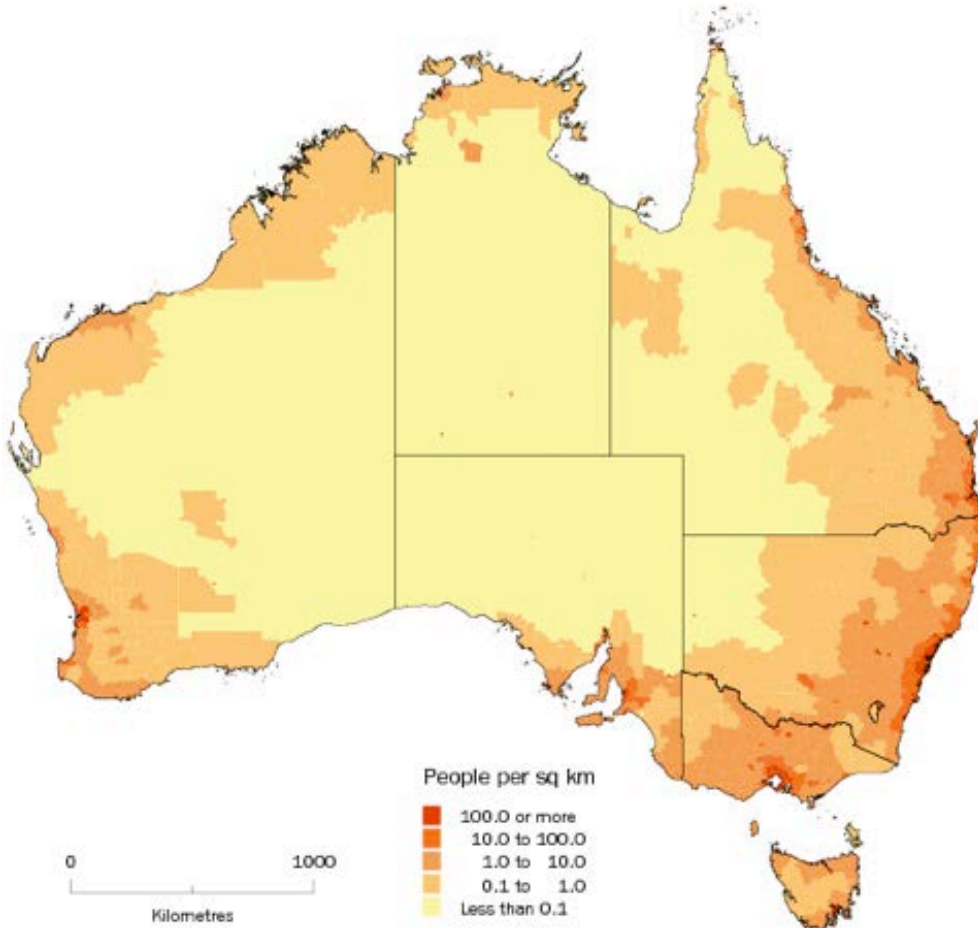 People per sq km
100.0 or more
10.0 to 100.0
1.0 to 10.0
0.1 to 1.0
Less than 0.1
0 1000
Kilometres